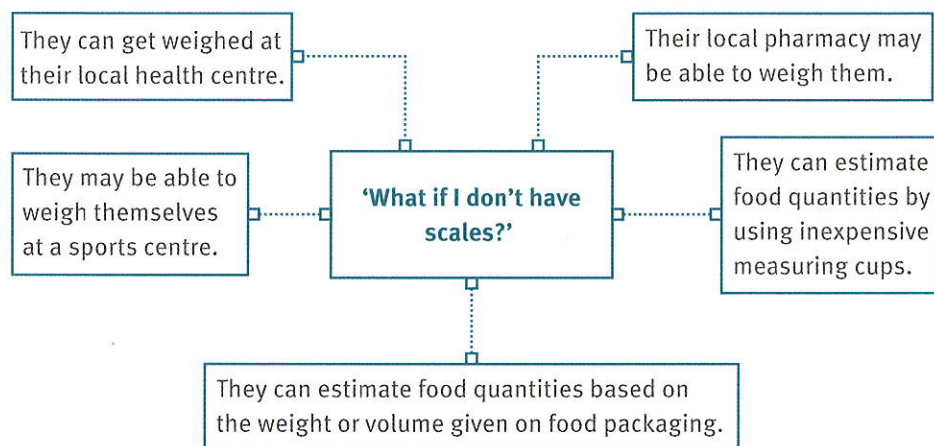 They can get weighed at
their local health centre.
Their local pharmacy may
be able to weigh them.
They may be able to
weigh themselves
at a sports centre.
‘What if I don’t have
scales?’
They can estimate
food quantities by
using inexpensive
measuring cups.
They can estimate food quantities based on
the weight or volume given on food packaging.